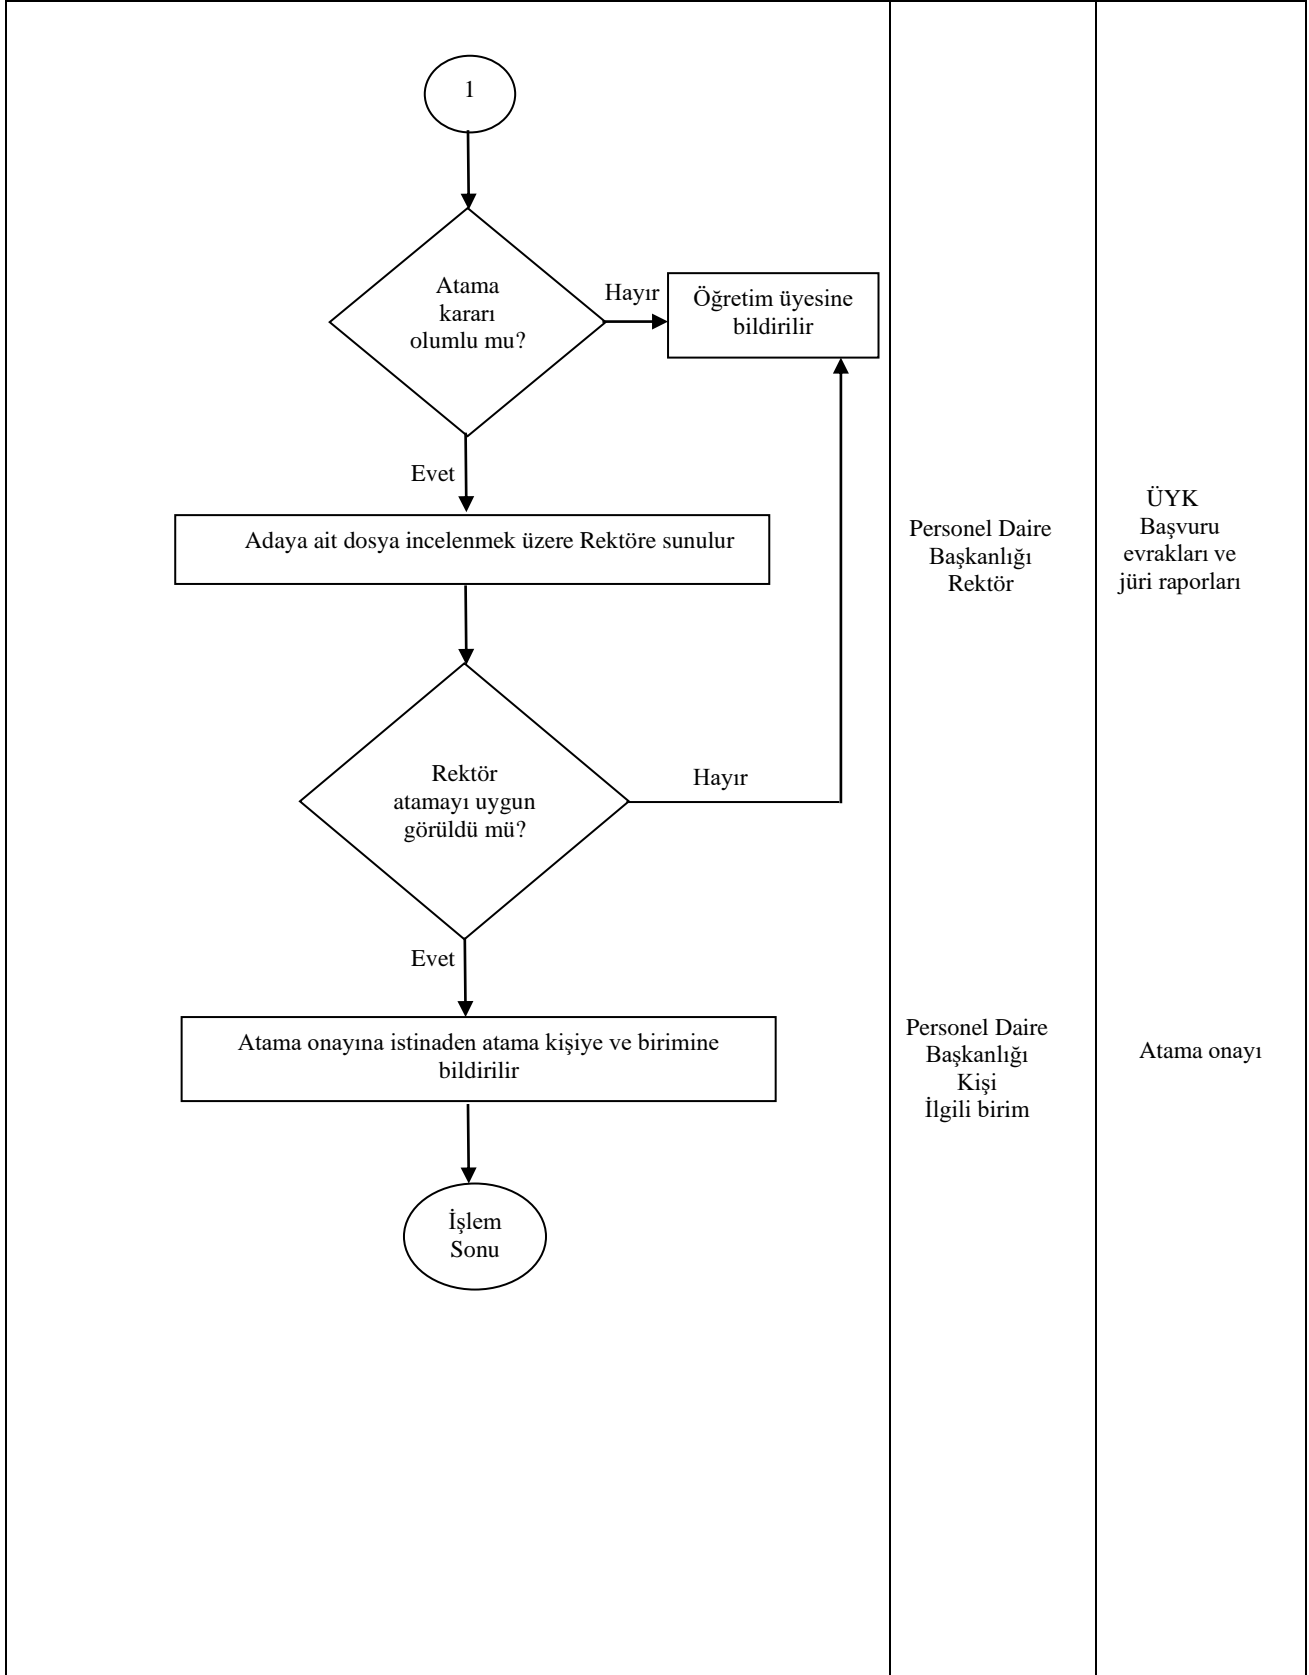 1
Atama
kararı
olumlu mu?
Hayır
Öğretim üyesine
bildirilir
Evet
Adaya ait dosya incelenmek üzere Rektöre sunulur
Personel Daire
Başkanlığı
Rektör
ÜYK
Başvuru
evrakları ve
jüri raporları
Rektör
atamayı uygun
görüldü mü?
Hayır
Evet
Atama onayına istinaden atama kişiye ve birimine
bildirilir
Personel Daire
Başkanlığı
Kişi
İlgili birim
Atama onayı
İşlem
Sonu